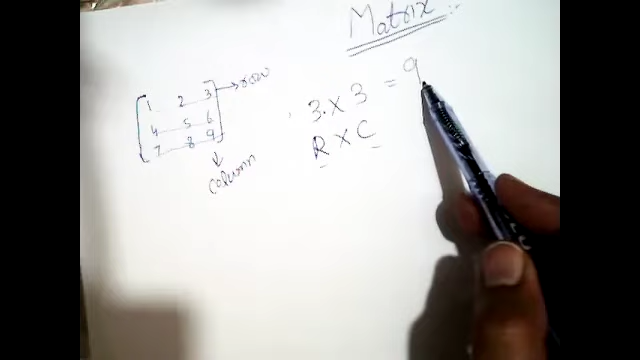 Matrix :-
1 2 3 → row
4 5 6
7 8 9
↓
column
3 × 3 = 9
R × C